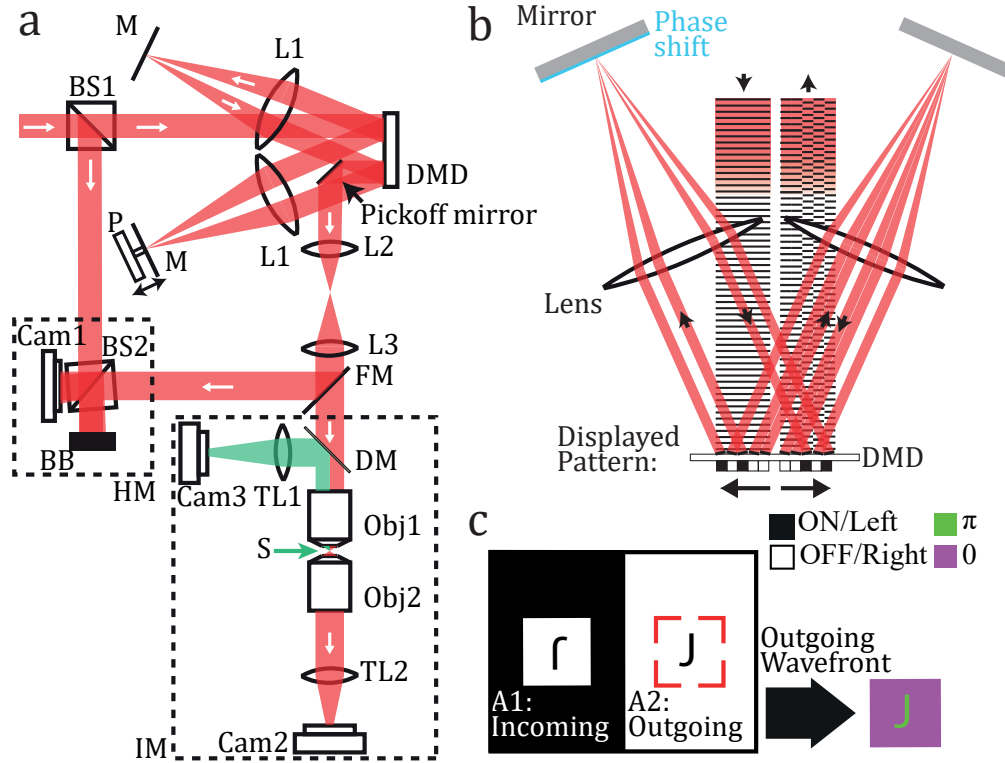 a
M
L1
BS1
DMD
Pickoff mirror
P
M
L1
L2
Cam1
BS2
L3
FM
BB
HM
DM
Cam3 TL1
Obj1
S
Obj2
TL2
Cam2
IM
b
Mirror
Phase
shift
Lens
Displayed
Pattern:
DMD
ON/Left
π
OFF/Right
0
c
J
J
A1:
Incoming
A2:
Outgoing
Outgoing
Wavefront
J